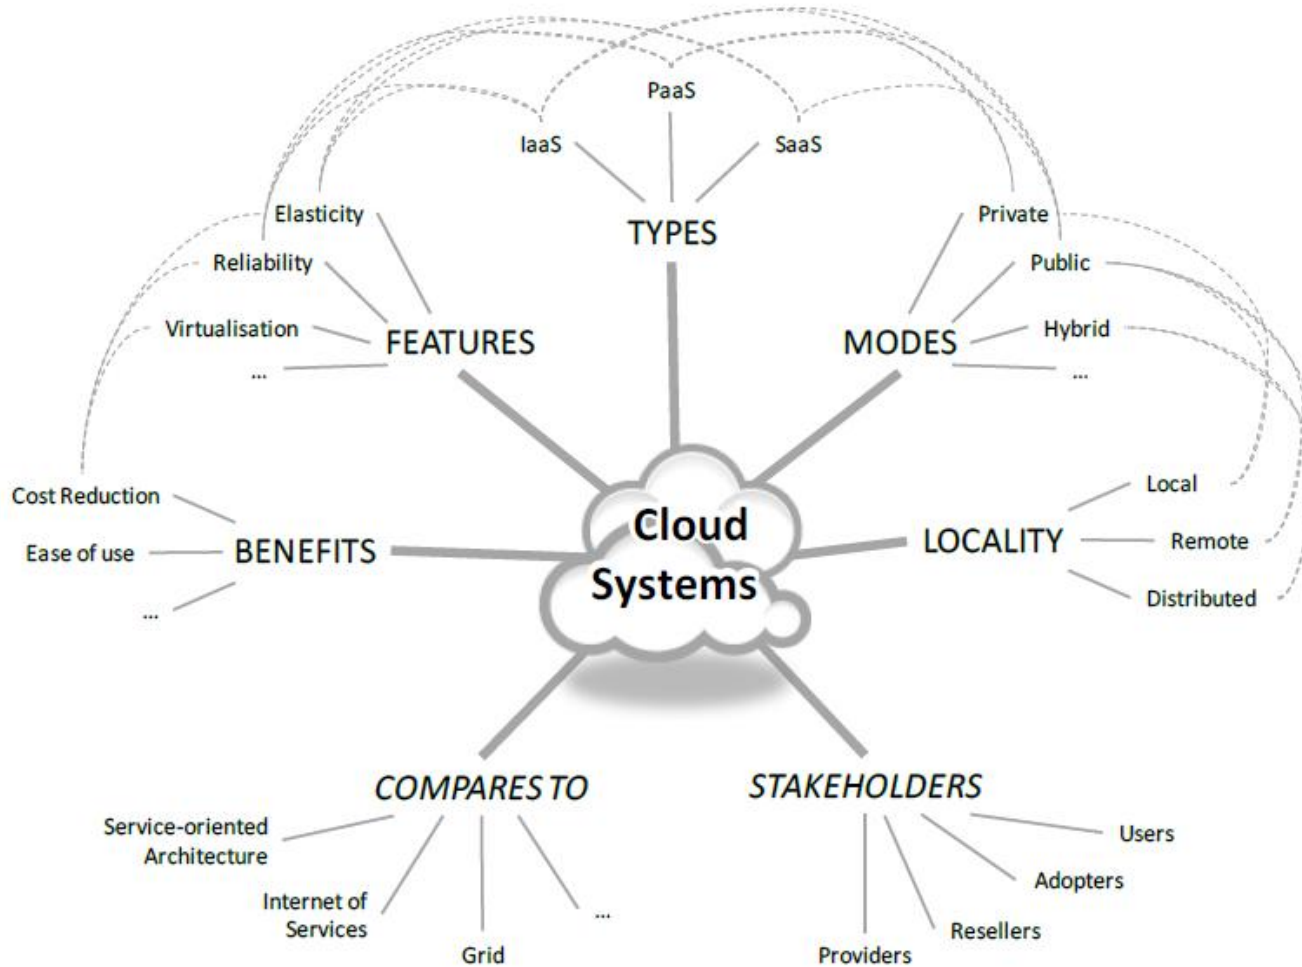 PaaS
IaaS
SaaS
TYPES
Elasticity
Reliability
Virtualisation
...
FEATURES
Private
Public
Hybrid
...
MODES
Cloud
Systems
Cost Reduction
Ease of use
...
BENEFITS
LOCALITY
Local
Remote
Distributed
COMPARES TO
Service-oriented
Architecture
Internet of
Services
Grid
...
STAKEHOLDERS
Users
Adopters
Resellers
Providers